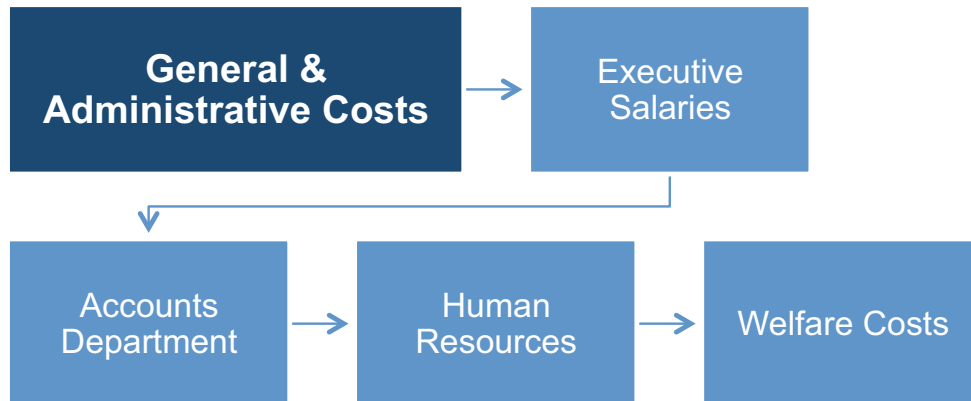 General &
Administrative Costs
Executive
Salaries
Accounts
Department
Human
Resources
Welfare Costs